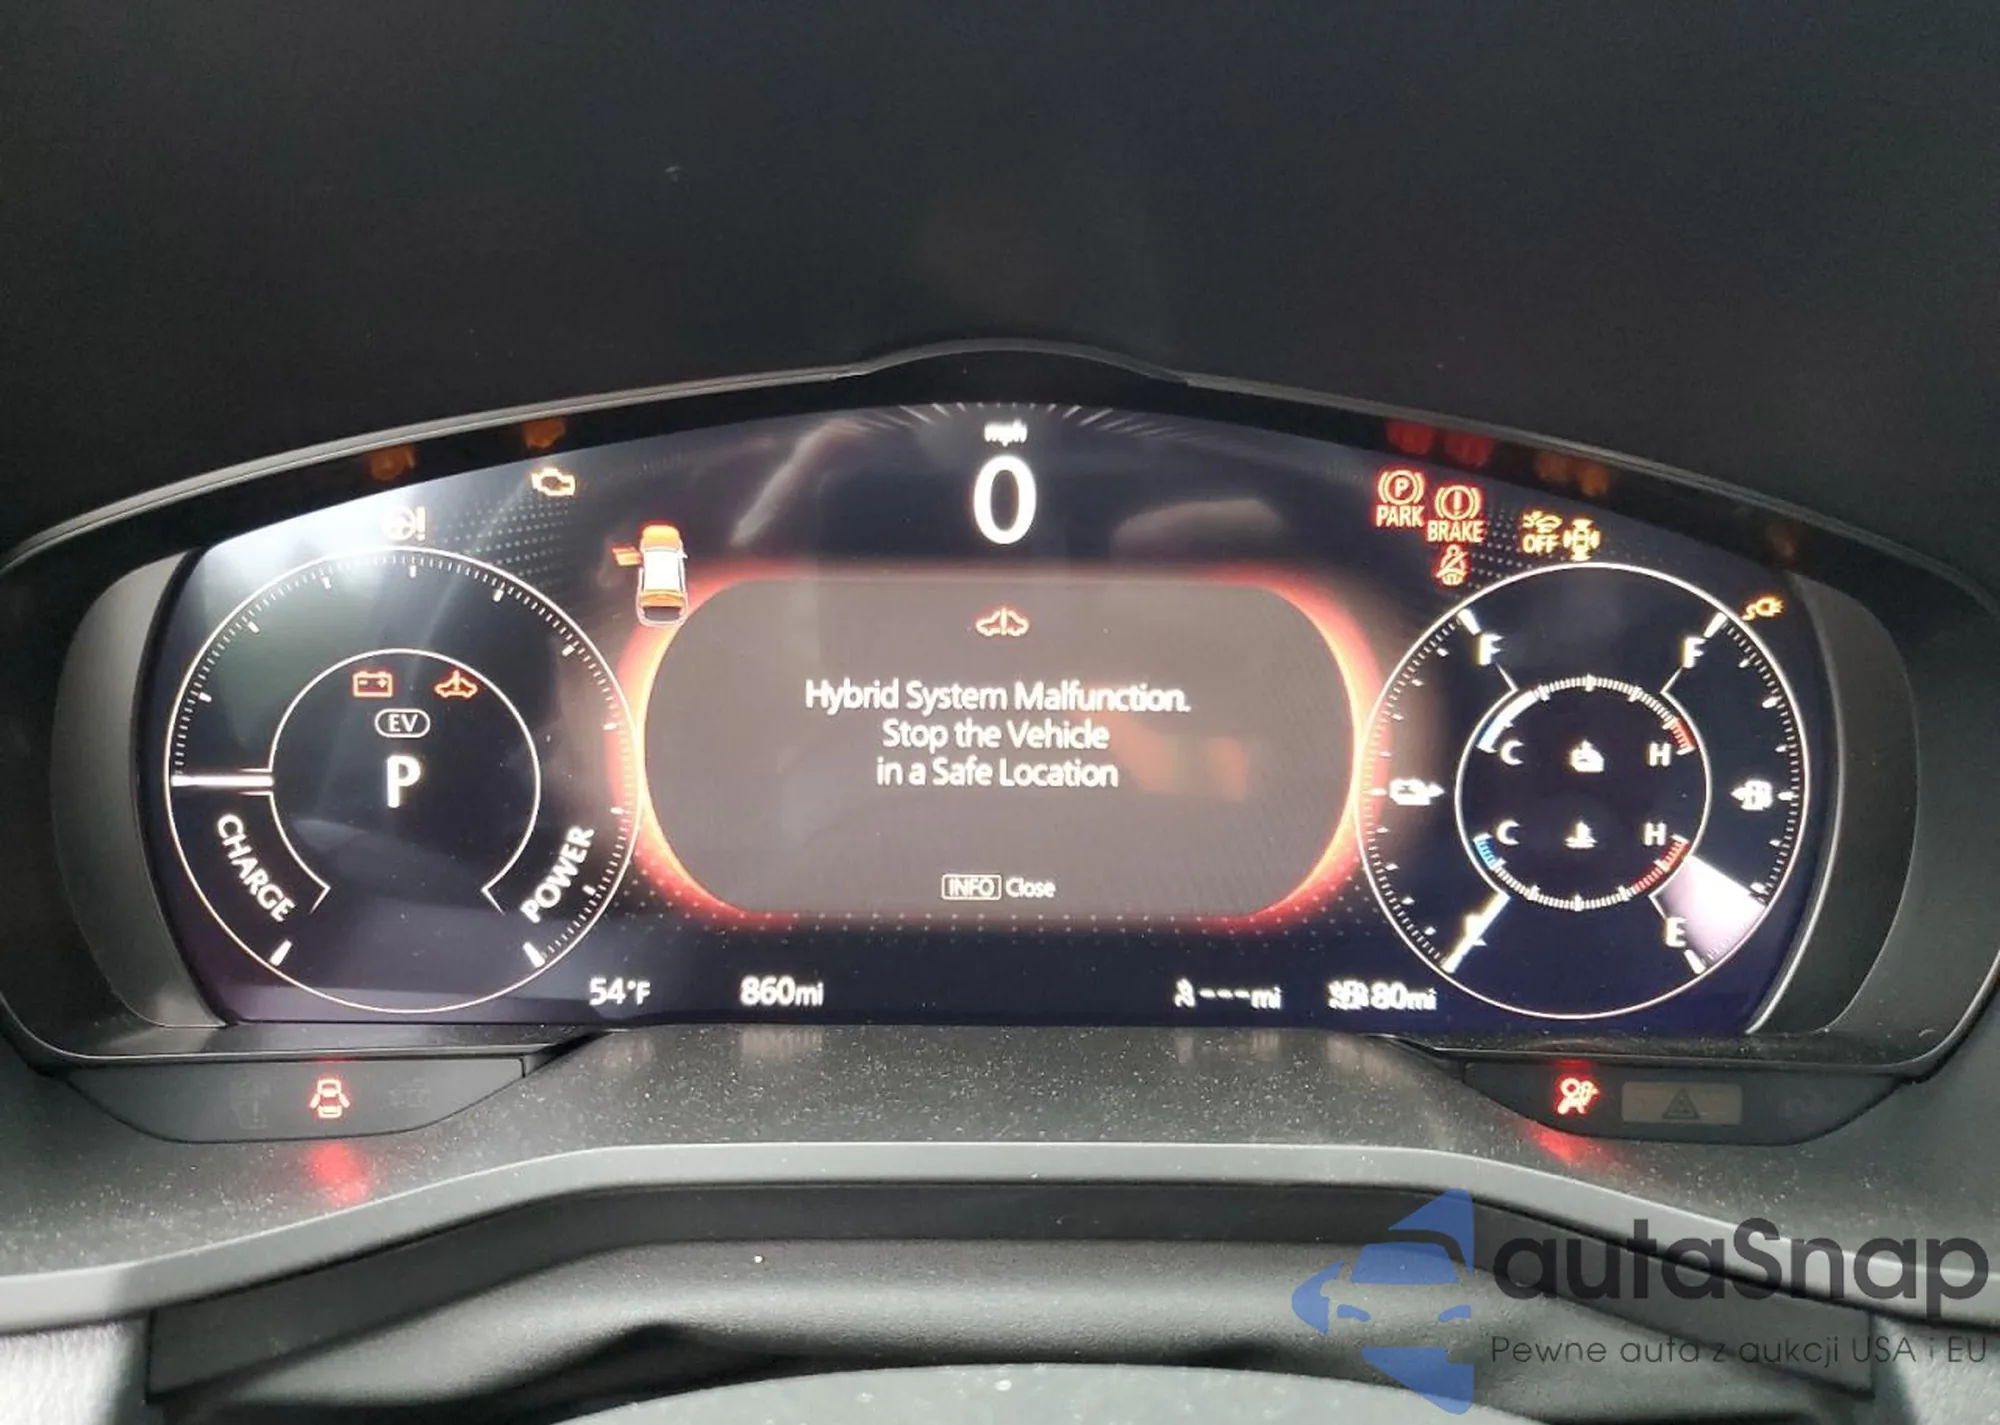 mph
0
PARK
BRAKE
OFF
F
F
EV
P
Hybrid System Malfunction.
Stop the Vehicle
in a Safe Location
C H
C H
CHARGE
POWER
E
INFO Close
54°F
860mi
---mi
80mi
autaSnap
Pewne auta z aukcji USA i EU